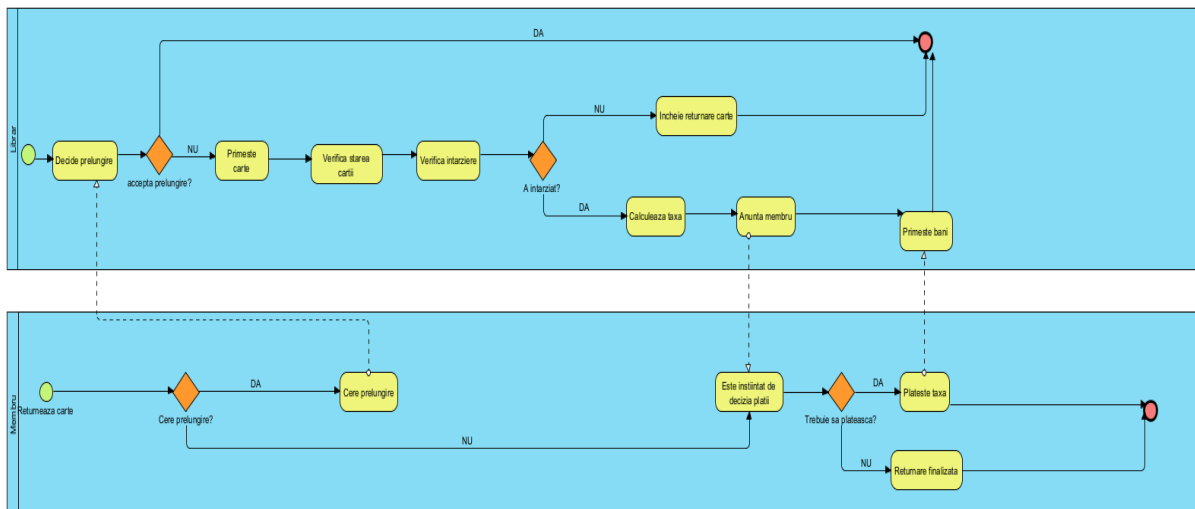 Librar
DA
Decide prelungire
accepta prelungire?
NU
Primeste
carte
Verifica starea
cartii
Verifica intarziere
A intarziat?
NU
Incheie returnare carte
DA
Calculeaza taxa
Anunta membru
Primeste bani
Membru
Returneaza carte
Cere prelungire?
DA
Cere prelungire
NU
Este instiintat de
decizia platii
Trebuie sa plateasca?
DA
Plateste taxa
NU
Returnare finalizata